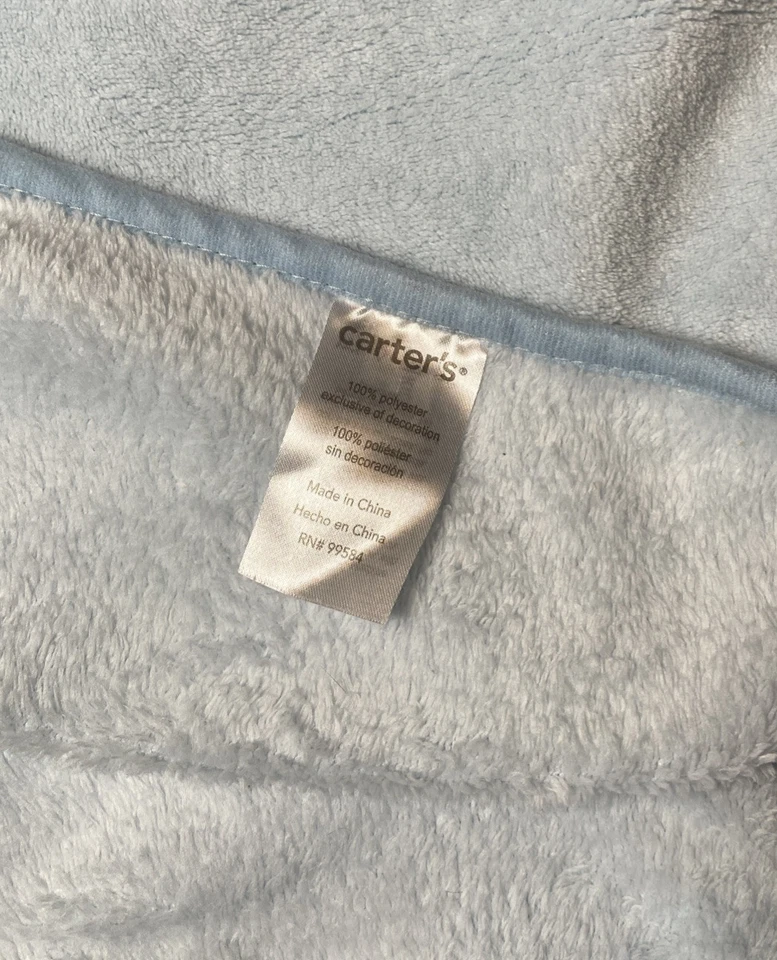 carter's®
100% polyester
exclusive of decoration
100% poliéster
sin decoración
Made in China
Hecho en China
RN# 99584